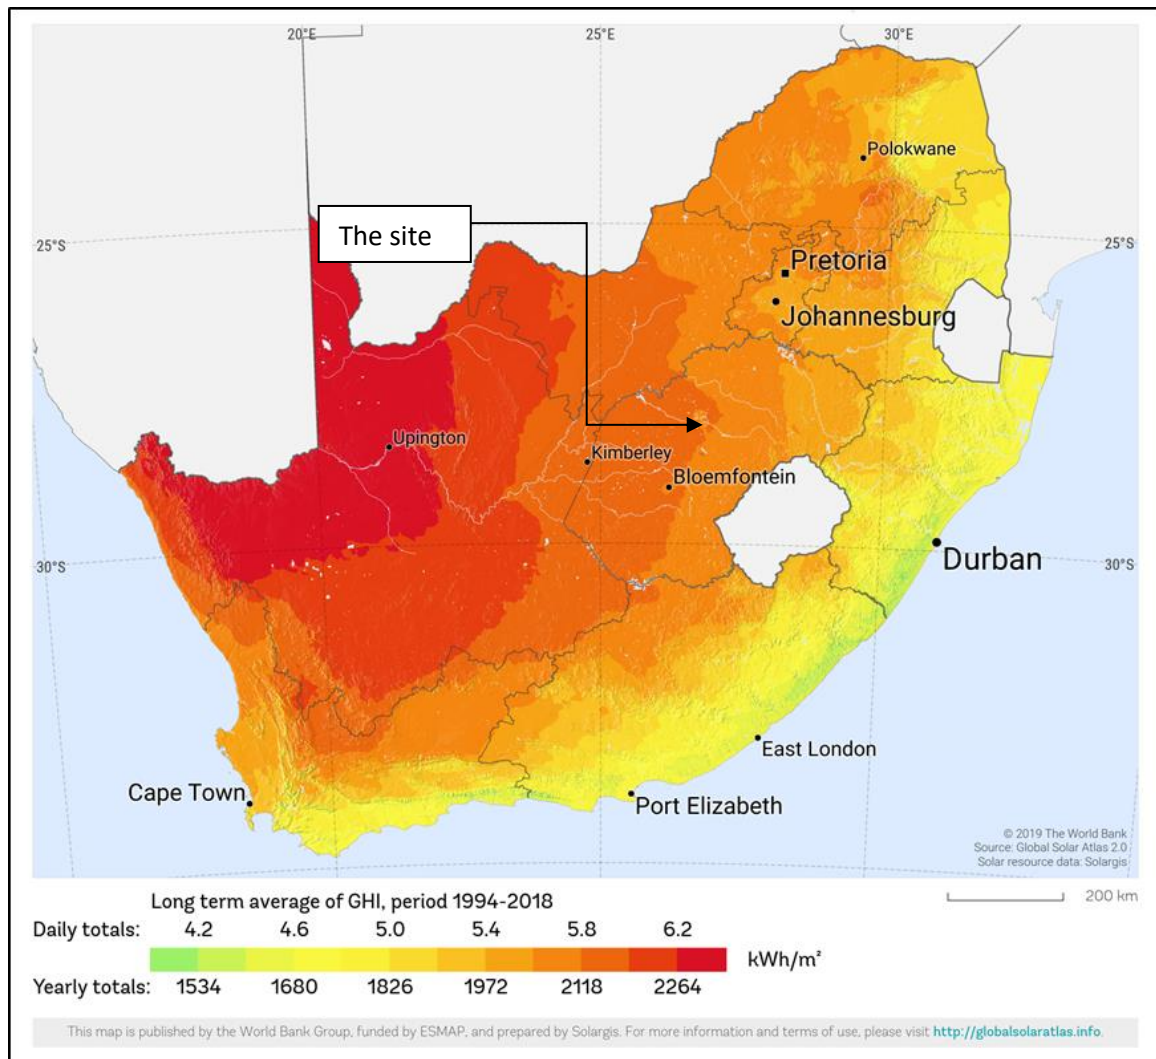 20°E 25°E 30°E
Polokwane
The site
25°S 25°S
Pretoria
Johannesburg
Upington
Kimberley
Bloemfontein
Durban
30°S 30°S
East London
Cape Town
Port Elizabeth
© 2019 The World Bank
Source: Global Solar Atlas 2.0
Solar resource data: Solargis
Long term average of GHI, period 1994-2018
200 km
Daily totals: 4.2 4.6 5.0 5.4 5.8 6.2
kWh/m²
Yearly totals: 1534 1680 1826 1972 2118 2264
This map is published by the World Bank Group, funded by ESMAP, and prepared by Solargis. For more information and terms of use, please visit http://globalsolaratlas.info.